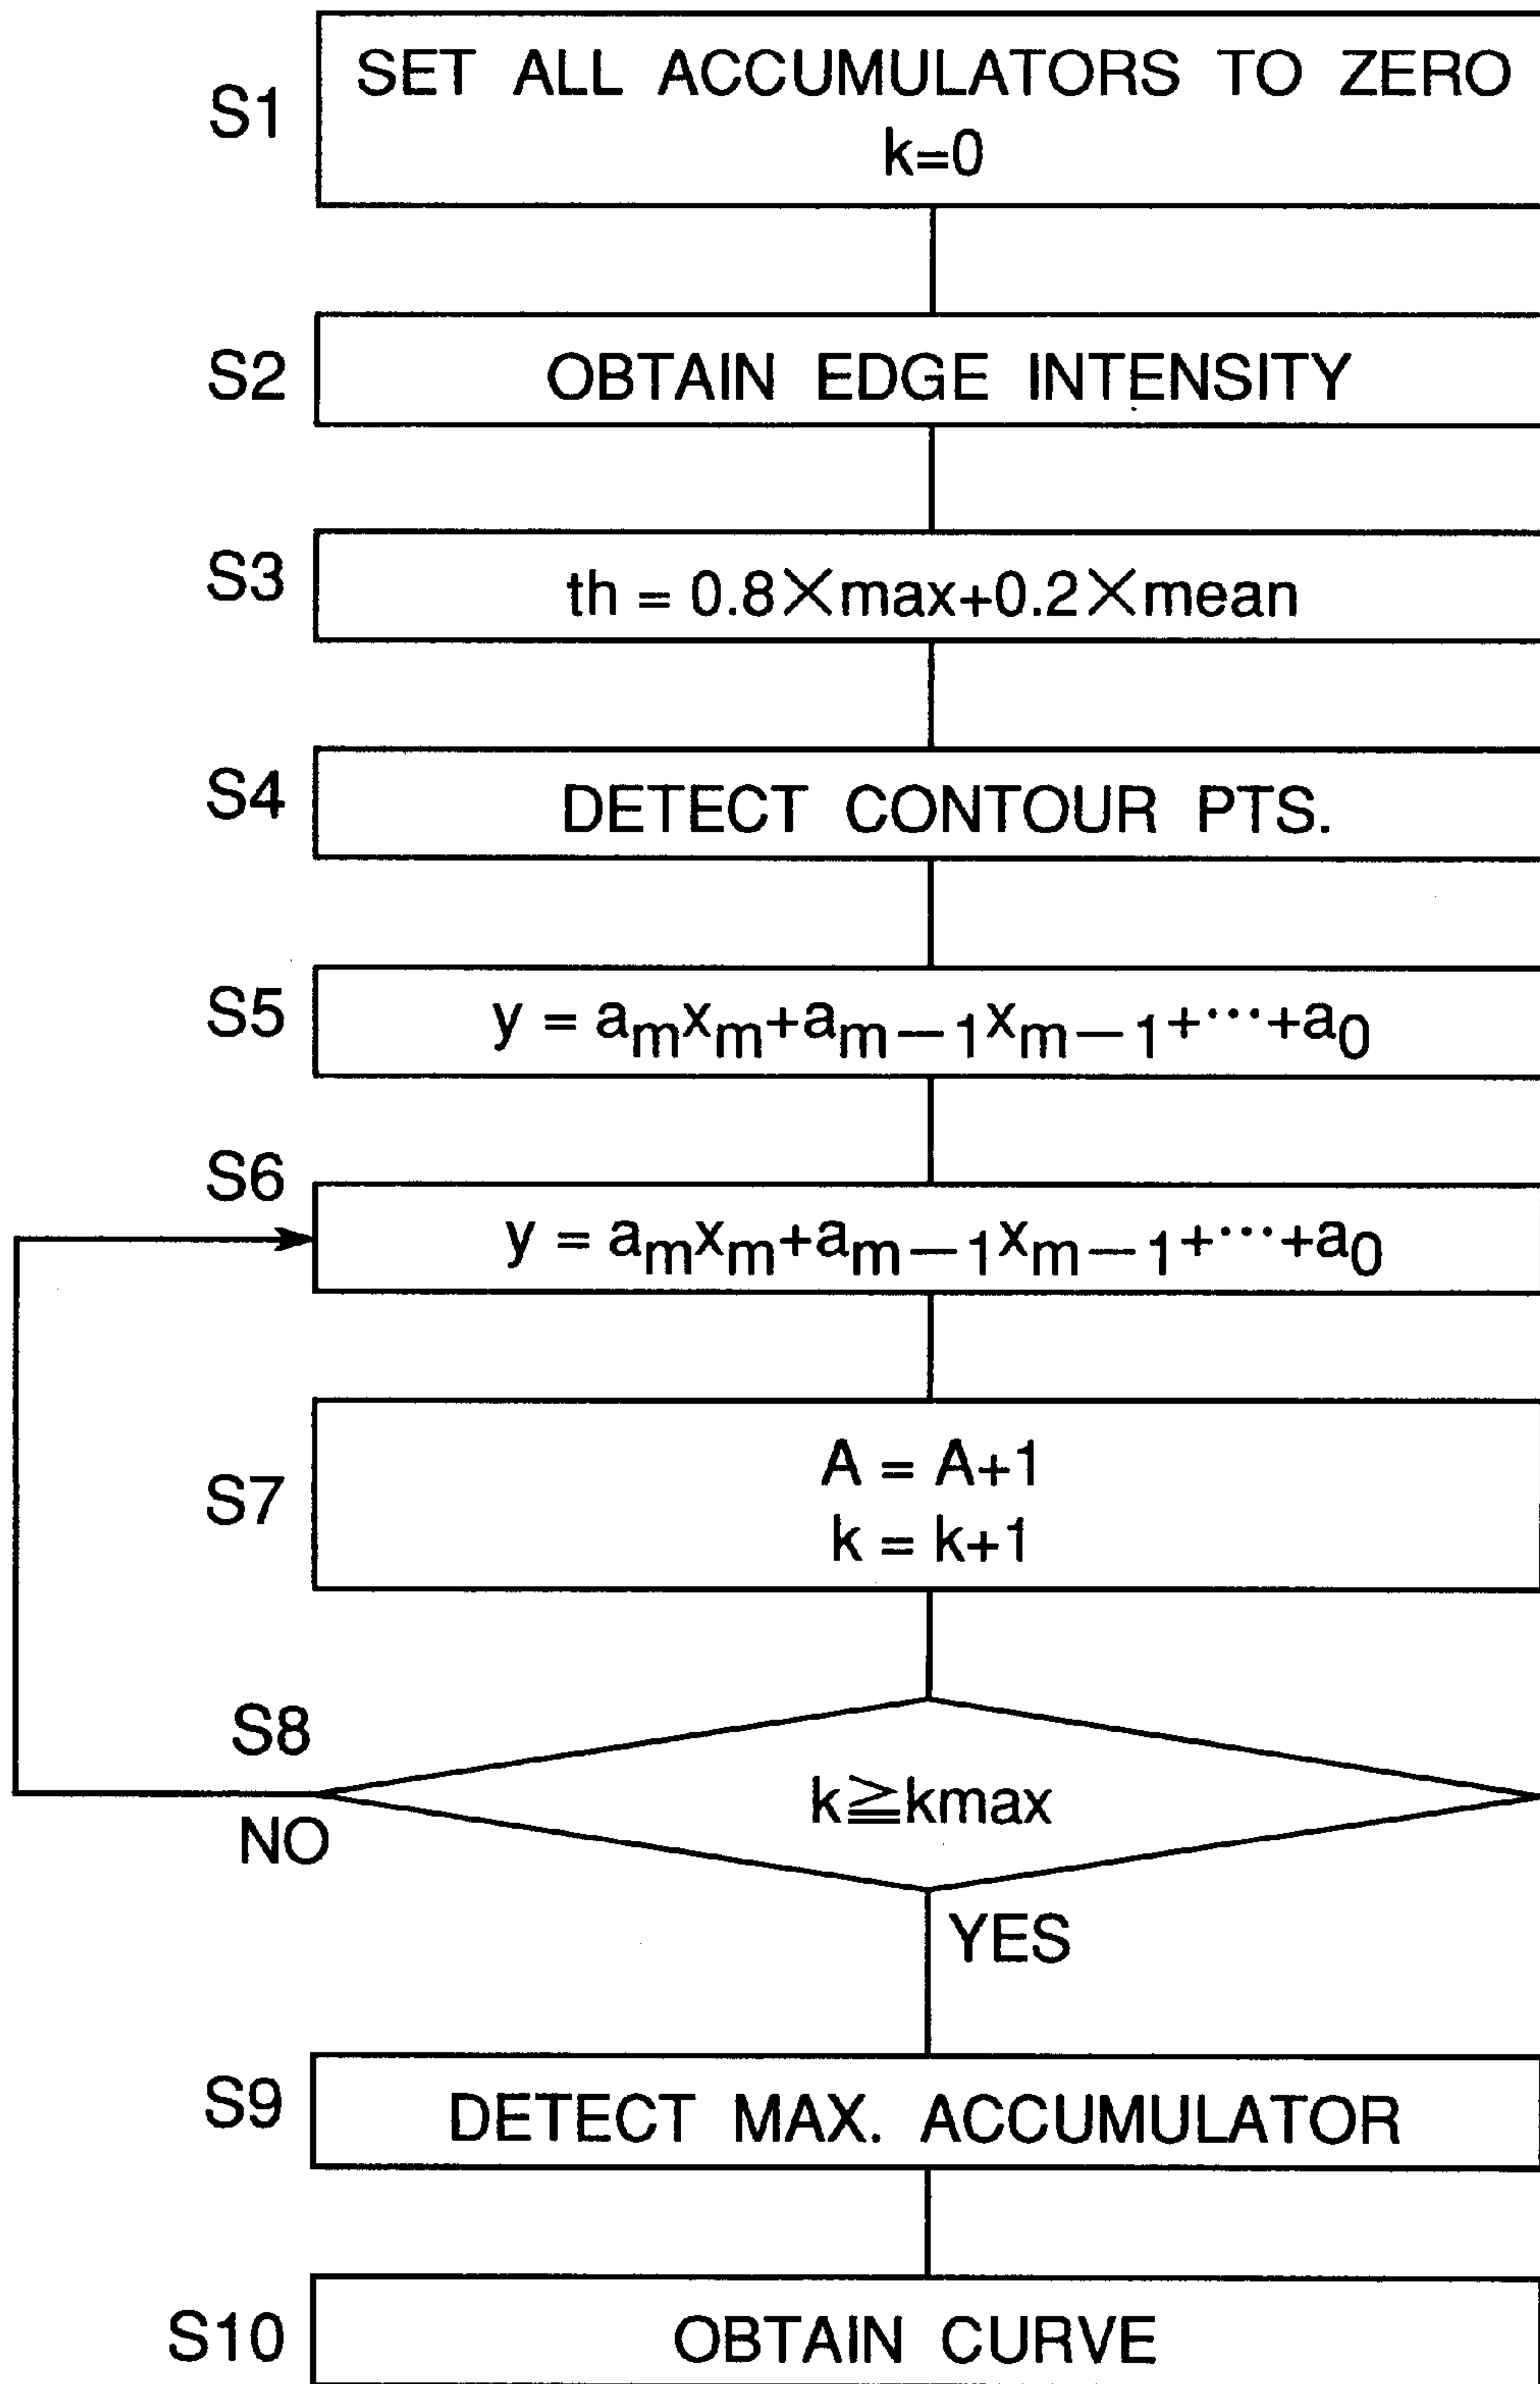 S1
SET ALL ACCUMULATORS TO ZERO
k=0
S2
OBTAIN EDGE INTENSITY
S3
th = 0.8×max+0.2×mean
S4
DETECT CONTOUR PTS.
S5
y = aₘxₘ+aₘ₋₁xₘ₋₁+···+a₀
S6
y = aₘxₘ+aₘ₋₁xₘ₋₁+···+a₀
S7
A = A+1
k = k+1
S8
k≧kmax
NO
YES
S9
DETECT MAX. ACCUMULATOR
S10
OBTAIN CURVE